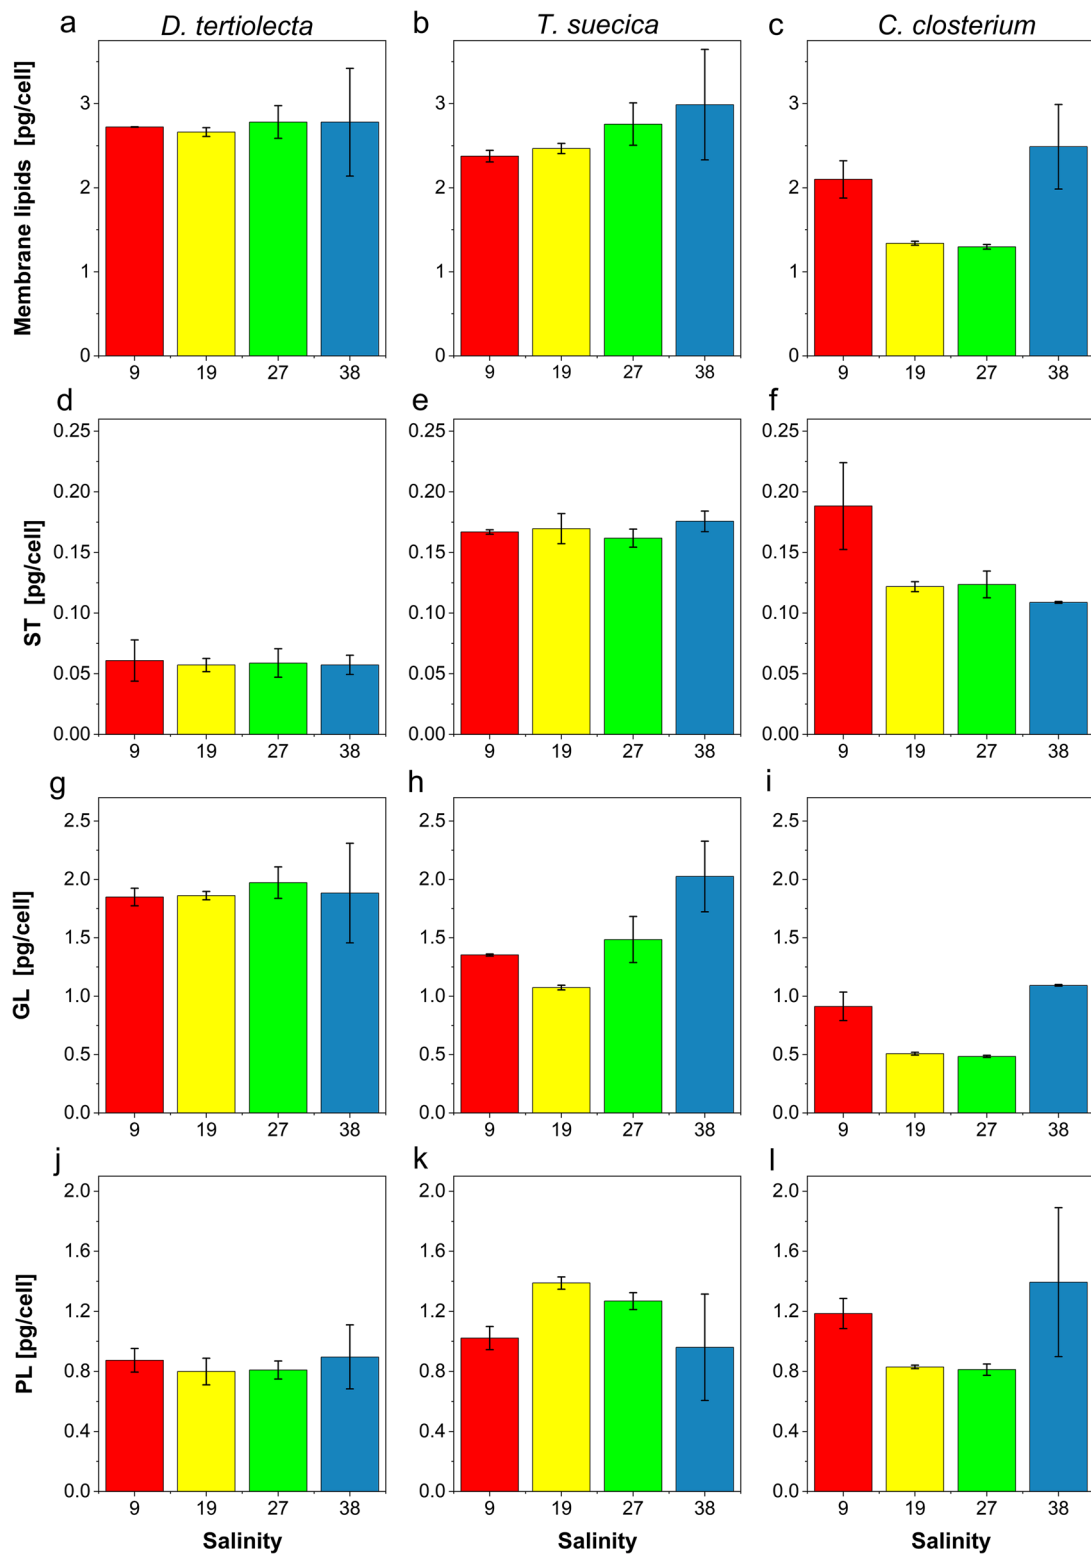 a D. tertiolecta b T. suecica c C. closterium
Membrane lipids [pg/cell]
3 3 3
2 2 2
1 1 1
0 0 0
9 19 27 38 9 19 27 38 9 19 27 38
d e f
ST [pg/cell]
0.25 0.25 0.25
0.20 0.20 0.20
0.15 0.15 0.15
0.10 0.10 0.10
0.05 0.05 0.05
0.00 0.00 0.00
9 19 27 38 9 19 27 38 9 19 27 38
g h i
GL [pg/cell]
2.5 2.5 2.5
2.0 2.0 2.0
1.5 1.5 1.5
1.0 1.0 1.0
0.5 0.5 0.5
0.0 0.0 0.0
9 19 27 38 9 19 27 38 9 19 27 38
j k l
PL [pg/cell]
2.0 2.0 2.0
1.6 1.6 1.6
1.2 1.2 1.2
0.8 0.8 0.8
0.4 0.4 0.4
0.0 0.0 0.0
9 19 27 38 9 19 27 38 9 19 27 38
Salinity Salinity Salinity